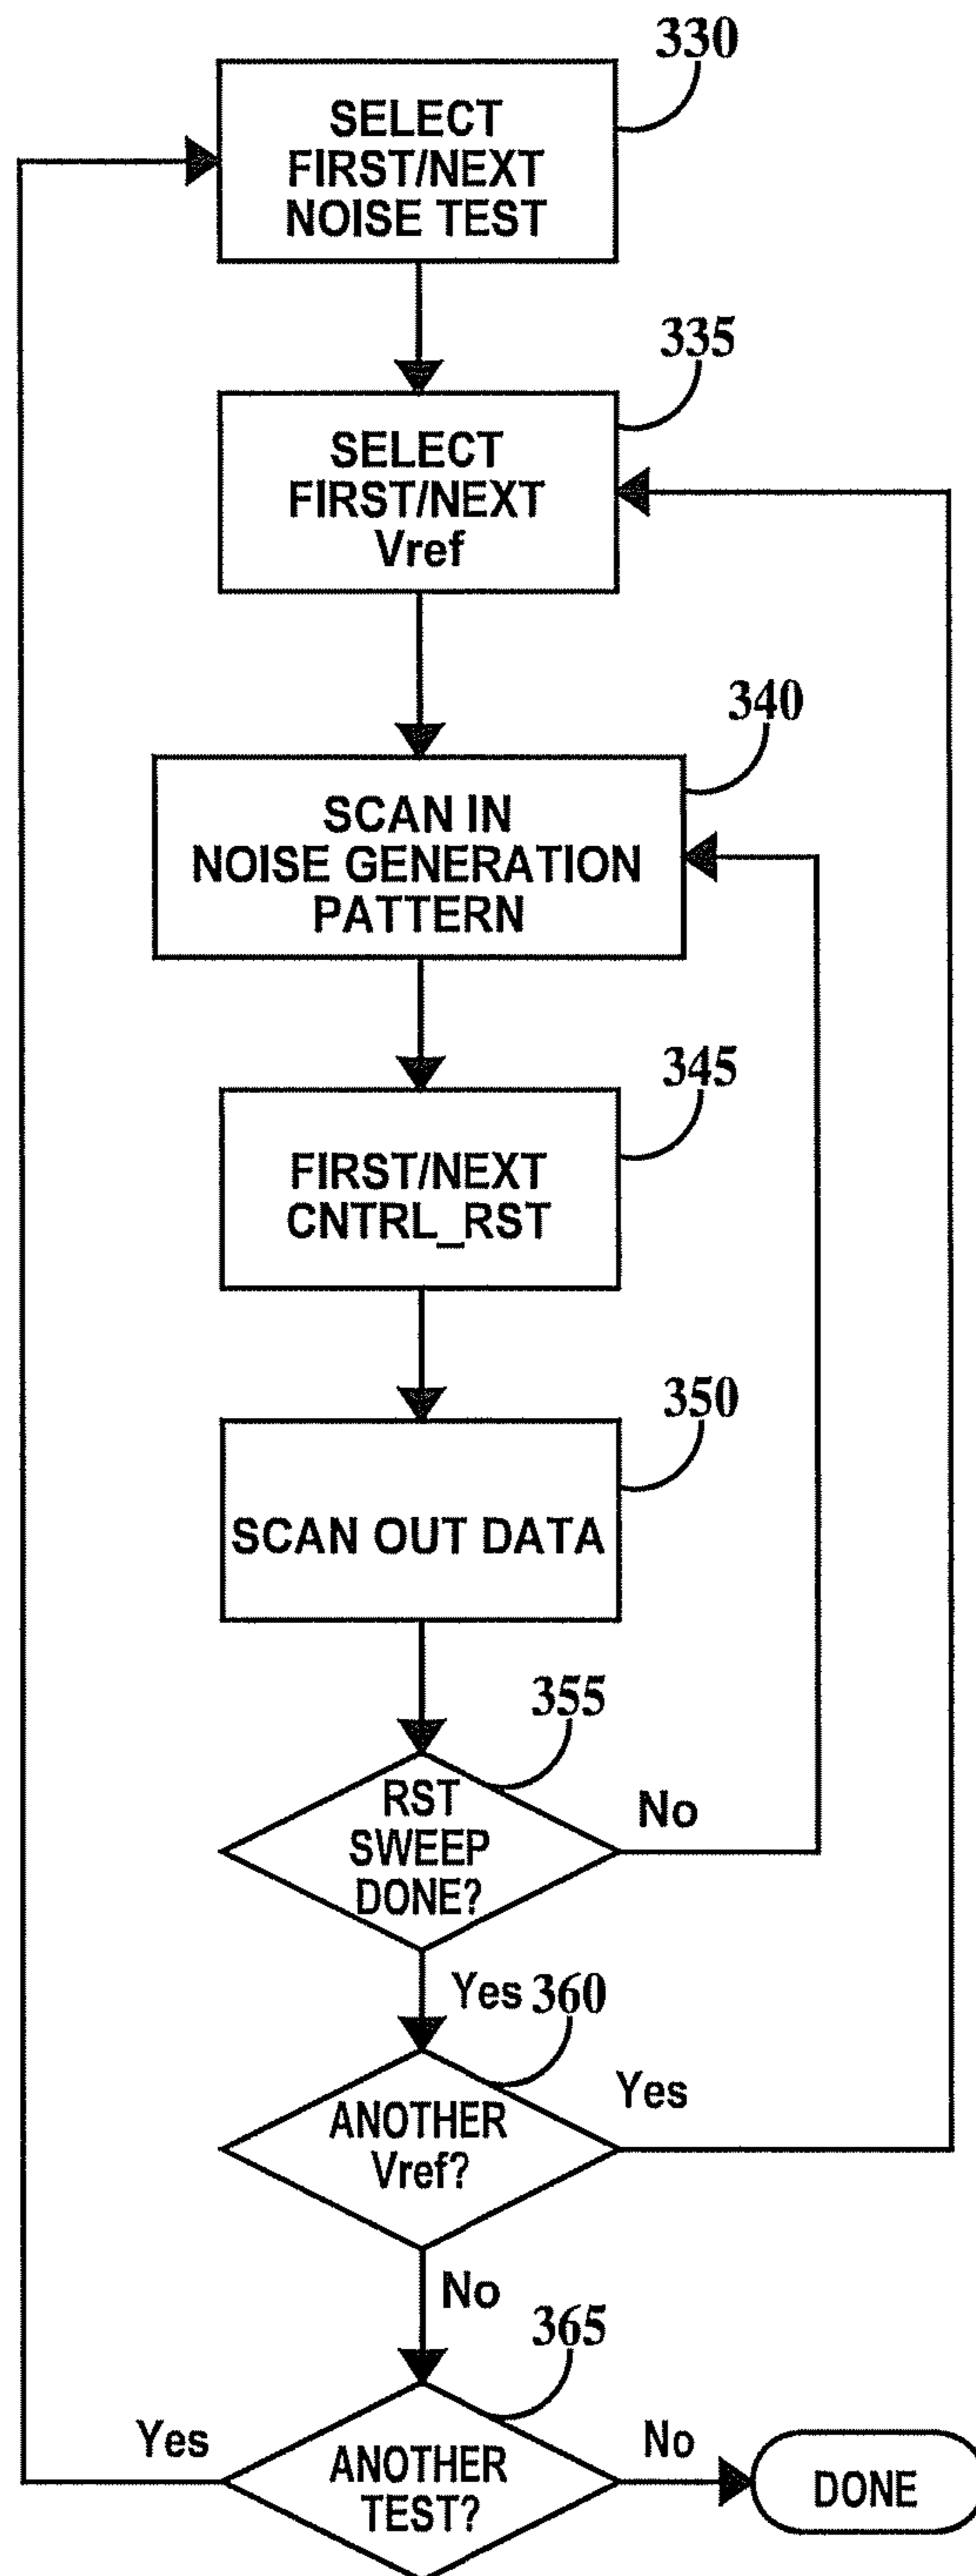 330
SELECT
FIRST/NEXT
NOISE TEST
335
SELECT
FIRST/NEXT
Vref
340
SCAN IN
NOISE GENERATION
PATTERN
345
FIRST/NEXT
CNTRL_RST
350
SCAN OUT DATA
355
RST
SWEEP
DONE?
No
Yes
360
ANOTHER
Vref?
Yes
No
365
Yes
ANOTHER
TEST?
No
DONE